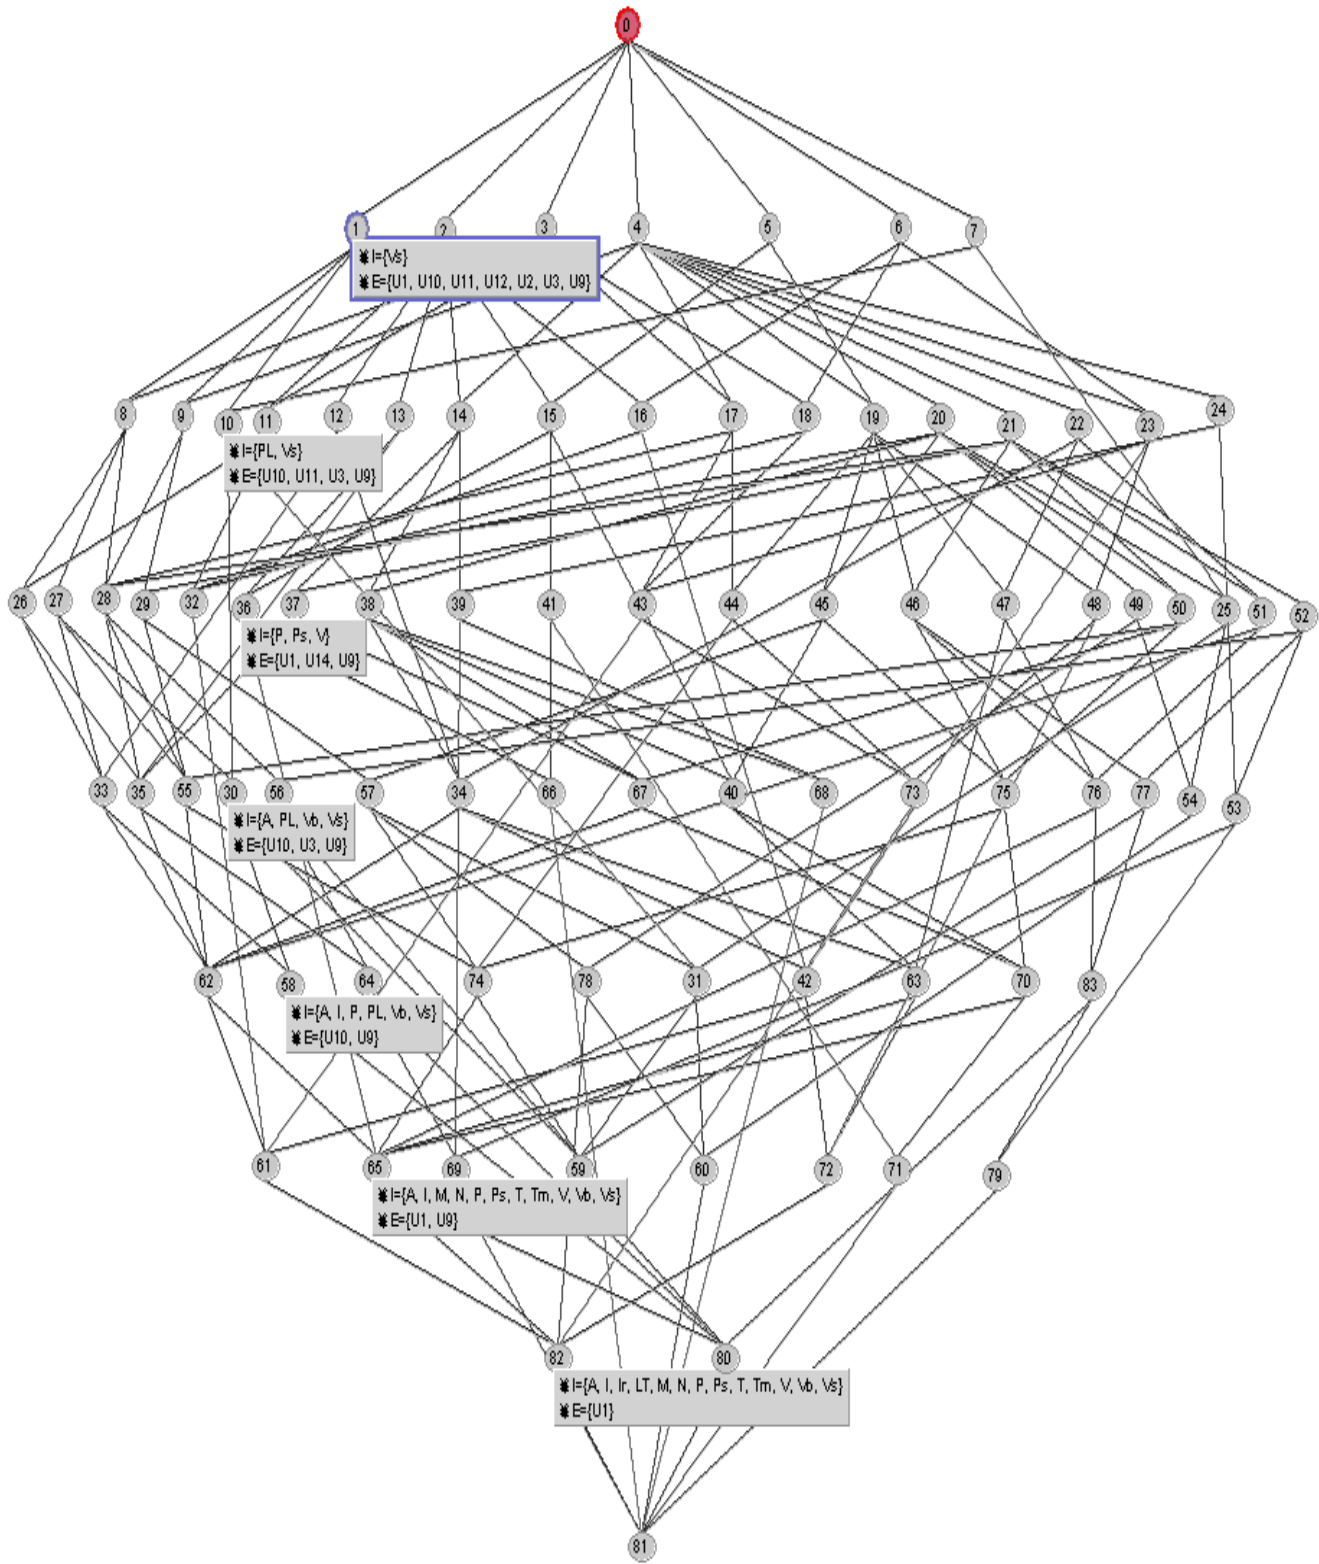 0
1 2 3 4 5 6 7
I={Vs}
E={U1, U10, U11, U12, U2, U3, U9}
8 9 10 11 12 13 14 15 16 17 18 19 20 21 22 23 24
I={PL, Vs}
E={U10, U11, U3, U9}
26 27 28 29 32 36 37 38 39 41 43 44 45 46 47 48 49 50 25 51 52
I={P, Ps, V}
E={U1, U14, U9}
33 35 55 30 56 57 34 66 67 40 68 73 75 76 77 54 53
I={A, PL, Vb, Vs}
E={U10, U3, U9}
62 58 64 74 78 31 42 63 70 83
I={A, I, P, PL, Vb, Vs}
E={U10, U9}
61 65 69 59 60 72 71 79
I={A, I, M, N, P, Ps, T, Tm, V, Vb, Vs}
E={U1, U9}
82 80
I={A, I, Ir, LT, M, N, P, Ps, T, Tm, V, Vb, Vs}
E={U1}
81